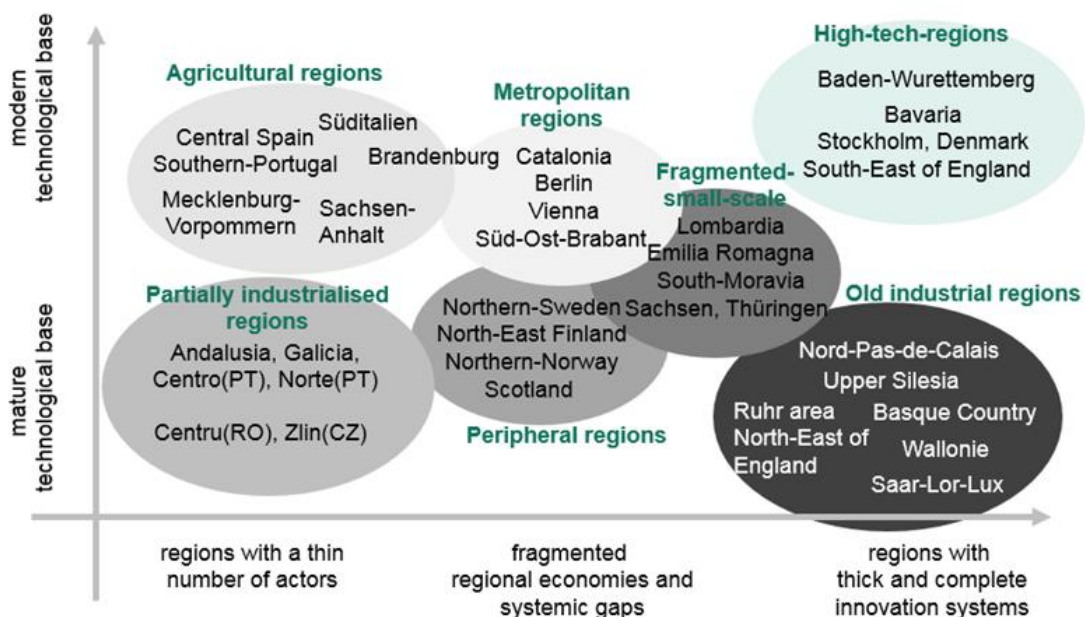 modern
technological base
mature
technological base
Agricultural regions
Central Spain
Süditalien
Southern-Portugal
Brandenburg
Mecklenburg-
Vorpommern
Sachsen-
Anhalt
Metropolitan
regions
Catalonia
Berlin
Vienna
Süd-Ost-Brabant
High-tech-regions
Baden-Wurettemberg
Bavaria
Stockholm, Denmark
South-East of England
Fragmented-
small-scale
Lombardia
Emilia Romagna
South-Moravia
Sachsen, Thüringen
Partially industrialised
regions
Andalusia, Galicia,
Centro(PT), Norte(PT)
Centru(RO), Zlin(CZ)
Northern-Sweden
North-East Finland
Northern-Norway
Scotland
Peripheral regions
Old industrial regions
Nord-Pas-de-Calais
Upper Silesia
Ruhr area
Basque Country
North-East of
England
Wallonie
Saar-Lor-Lux
regions with a thin
number of actors
fragmented
regional economies and
systemic gaps
regions with
thick and complete
innovation systems